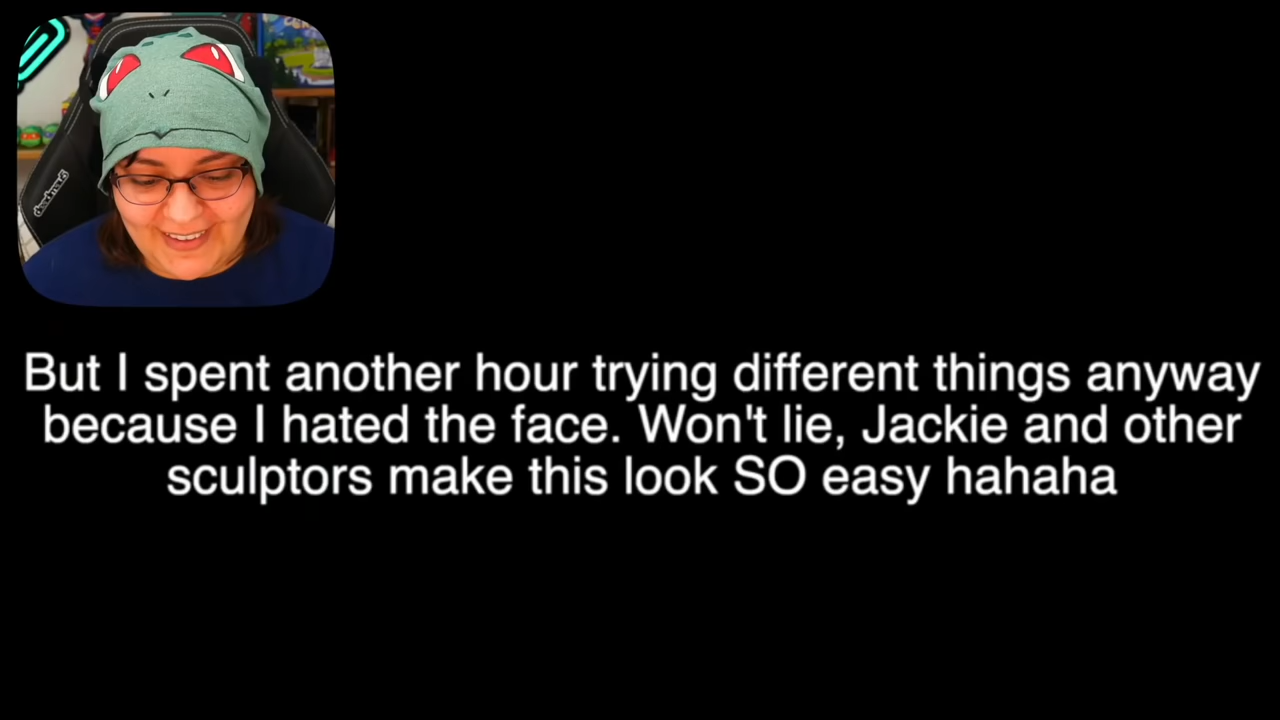 But I spent another hour trying different things anyway
because I hated the face. Won't lie, Jackie and other
sculptors make this look SO easy hahaha